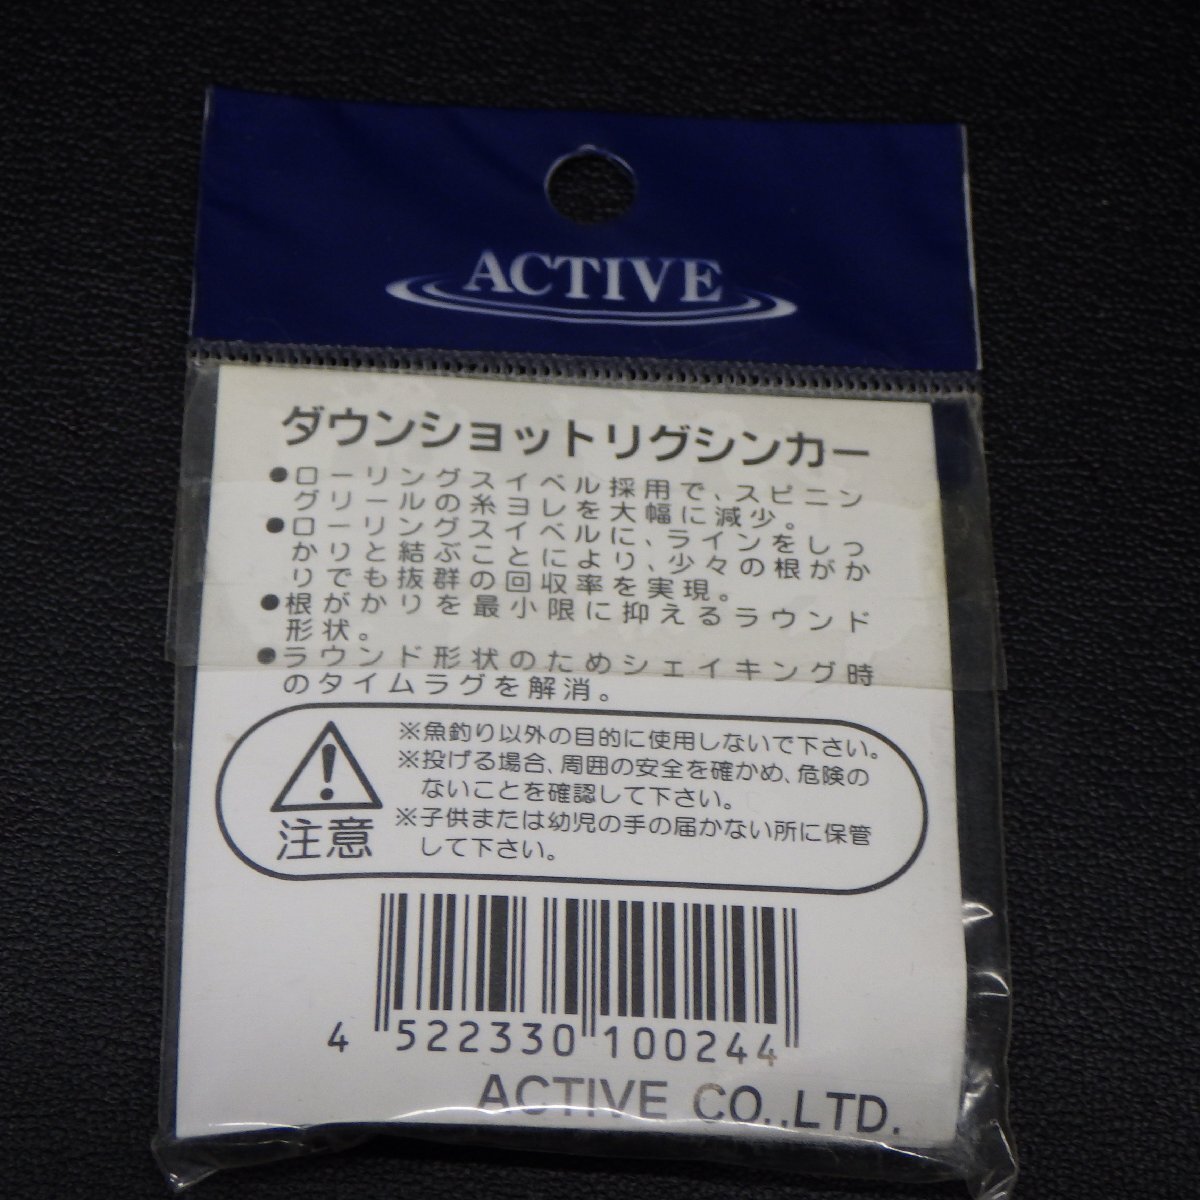 ACTIVE
ダウンショットリグシンカー
●ローリングスイベル採用で、スピニン
グリールの糸ヨレを大幅に減少。
●ローリングスイベルに、ラインをしっ
かりと結ぶことにより、少々の根がか
りでも抜群の回収率を実現。
●根がかりを最小限に抑えるラウンド
形状。
●ラウンド形状のためシェイキング時
のタイムラグを解消。
※魚釣り以外の目的に使用しないで下さい。
※投げる場合、周囲の安全を確かめ、危険の
ないことを確認して下さい。
※子供または幼児の手の届かない所に保管
して下さい。
注意
4 522330 100244
ACTIVE CO.,LTD.